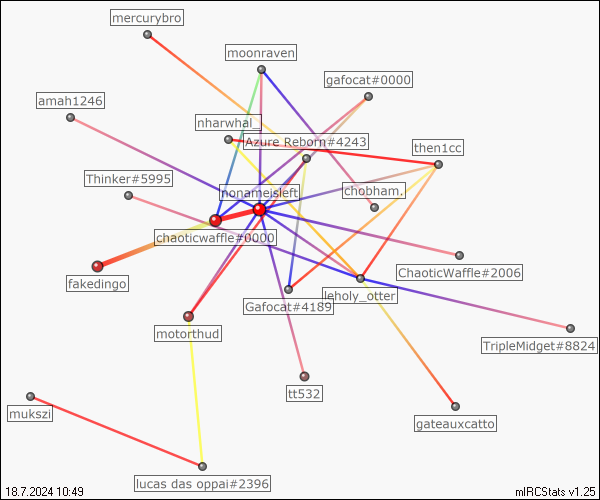 mercurybro
moonraven
gafocat#0000
amah1246
nharwhal_
Azure Reborn#4243
then1cc
Thinker#5995
nonameisleft
chobham.
chaoticwaffle#0000
ChaoticWaffle#2006
fakedingo
leholy_otter
Gafocat#4189
motorthud
TripleMidget#8824
tt532
mukszi
gateauxcatto
lucas das oppai#2396
18.7.2024 10:49
mIRCStats v1.25